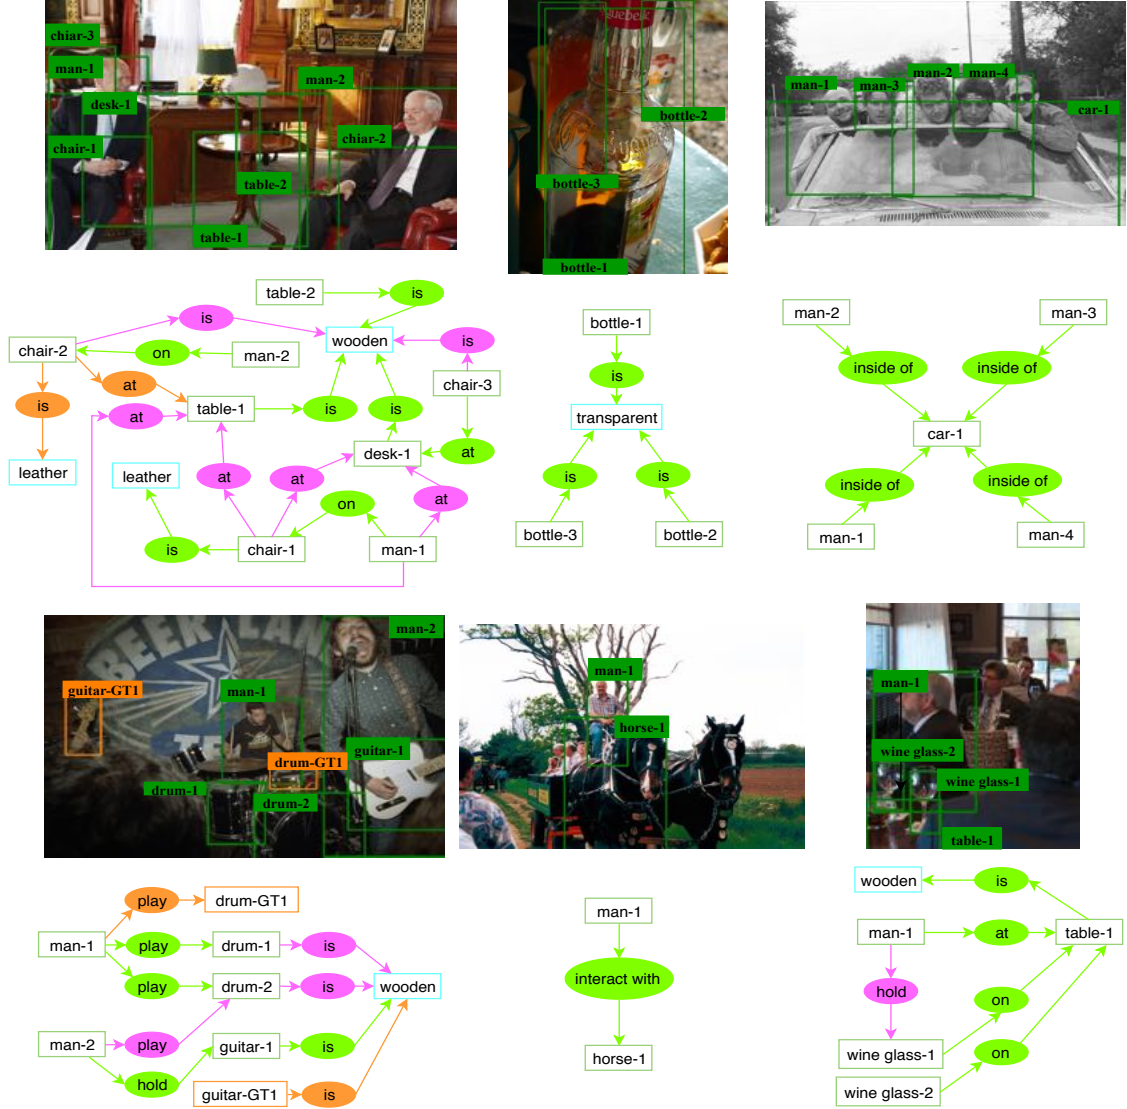 chiar-3
man-1
desk-1
chair-1
man-2
chiar-2
table-2
table-1
bottle-2
bottle-3
bottle-1
man-1
man-3
man-2
man-4
car-1
table-2
is
is
wooden
is
chair-2
on
man-2
at
chair-3
is
at
table-1
is
is
leather
leather
at
at
desk-1
at
on
at
is
chair-1
man-1
bottle-1
is
transparent
is
is
bottle-3
bottle-2
man-2
man-3
inside of
inside of
car-1
inside of
inside of
man-1
man-4
BEER LAN
man-2
guitar-GT1
man-1
guitar-1
drum-GT1
drum-1
drum-2
man-1
horse-1
man-1
wine glass-2
wine glass-1
table-1
play
drum-GT1
man-1
play
drum-1
is
play
drum-2
is
wooden
man-2
play
guitar-1
is
hold
guitar-GT1
is
man-1
interact with
horse-1
wooden
is
man-1
at
table-1
hold
on
wine glass-1
on
wine glass-2